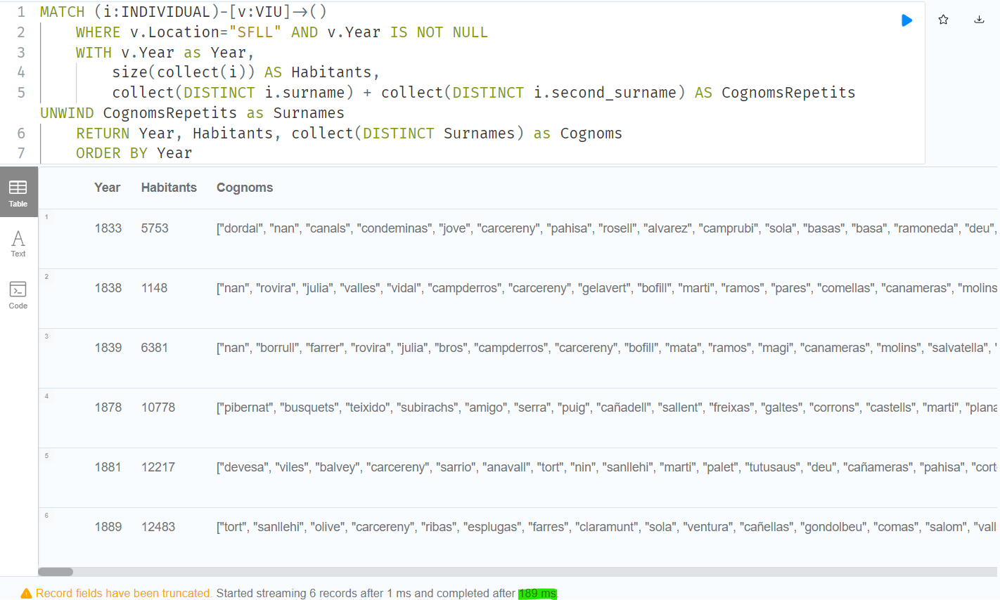 1 MATCH (i:INDIVIDUAL)-[v:VIU]->()
2 WHERE v.Location="SFLL" AND v.Year IS NOT NULL
3 WITH v.Year as Year,
4 size(collect(i)) AS Habitants,
5 collect(DISTINCT i.surname) + collect(DISTINCT i.second_surname) AS CognomsRepetits
UNWIND CognomsRepetits as Surnames
6 RETURN Year, Habitants, collect(DISTINCT Surnames) as Cognoms
7 ORDER BY Year
Table
Text
Code
Year Habitants Cognoms
1
1833 5753 ["dordal", "nan", "canals", "condeminas", "jove", "carcereny", "pahisa", "rosell", "alvarez", "camprubi", "sola", "basas", "basa", "ramoneda", "deu",
2
1838 1148 ["nan", "rovira", "julia", "valles", "vidal", "campderros", "carcereny", "gelavert", "bofill", "marti", "ramos", "pares", "comellas", "canameras", "molins
3
1839 6381 ["nan", "borrull", "farrer", "rovira", "julia", "bros", "campderros", "carcereny", "bofill", "mata", "ramos", "magi", "canameras", "molins", "salvatella", "
4
1878 10778 ["pibernat", "busquets", "teixido", "subirachs", "amigo", "serra", "puig", "cañadell", "sallent", "freixas", "galtes", "corrons", "castells", "marti", "plana
5
1881 12217 ["devesa", "viles", "balvey", "carcereny", "sarrio", "anavall", "tort", "nin", "sanllehi", "marti", "palet", "tutusaus", "deu", "cañameras", "pahisa", "cort
6
1889 12483 ["tort", "sanllehi", "olive", "carcereny", "ribas", "esplugas", "farres", "claramunt", "sola", "ventura", "cañellas", "gondolbeu", "comas", "salom", "vall
Record fields have been truncated. Started streaming 6 records after 1 ms and completed after 189 ms.